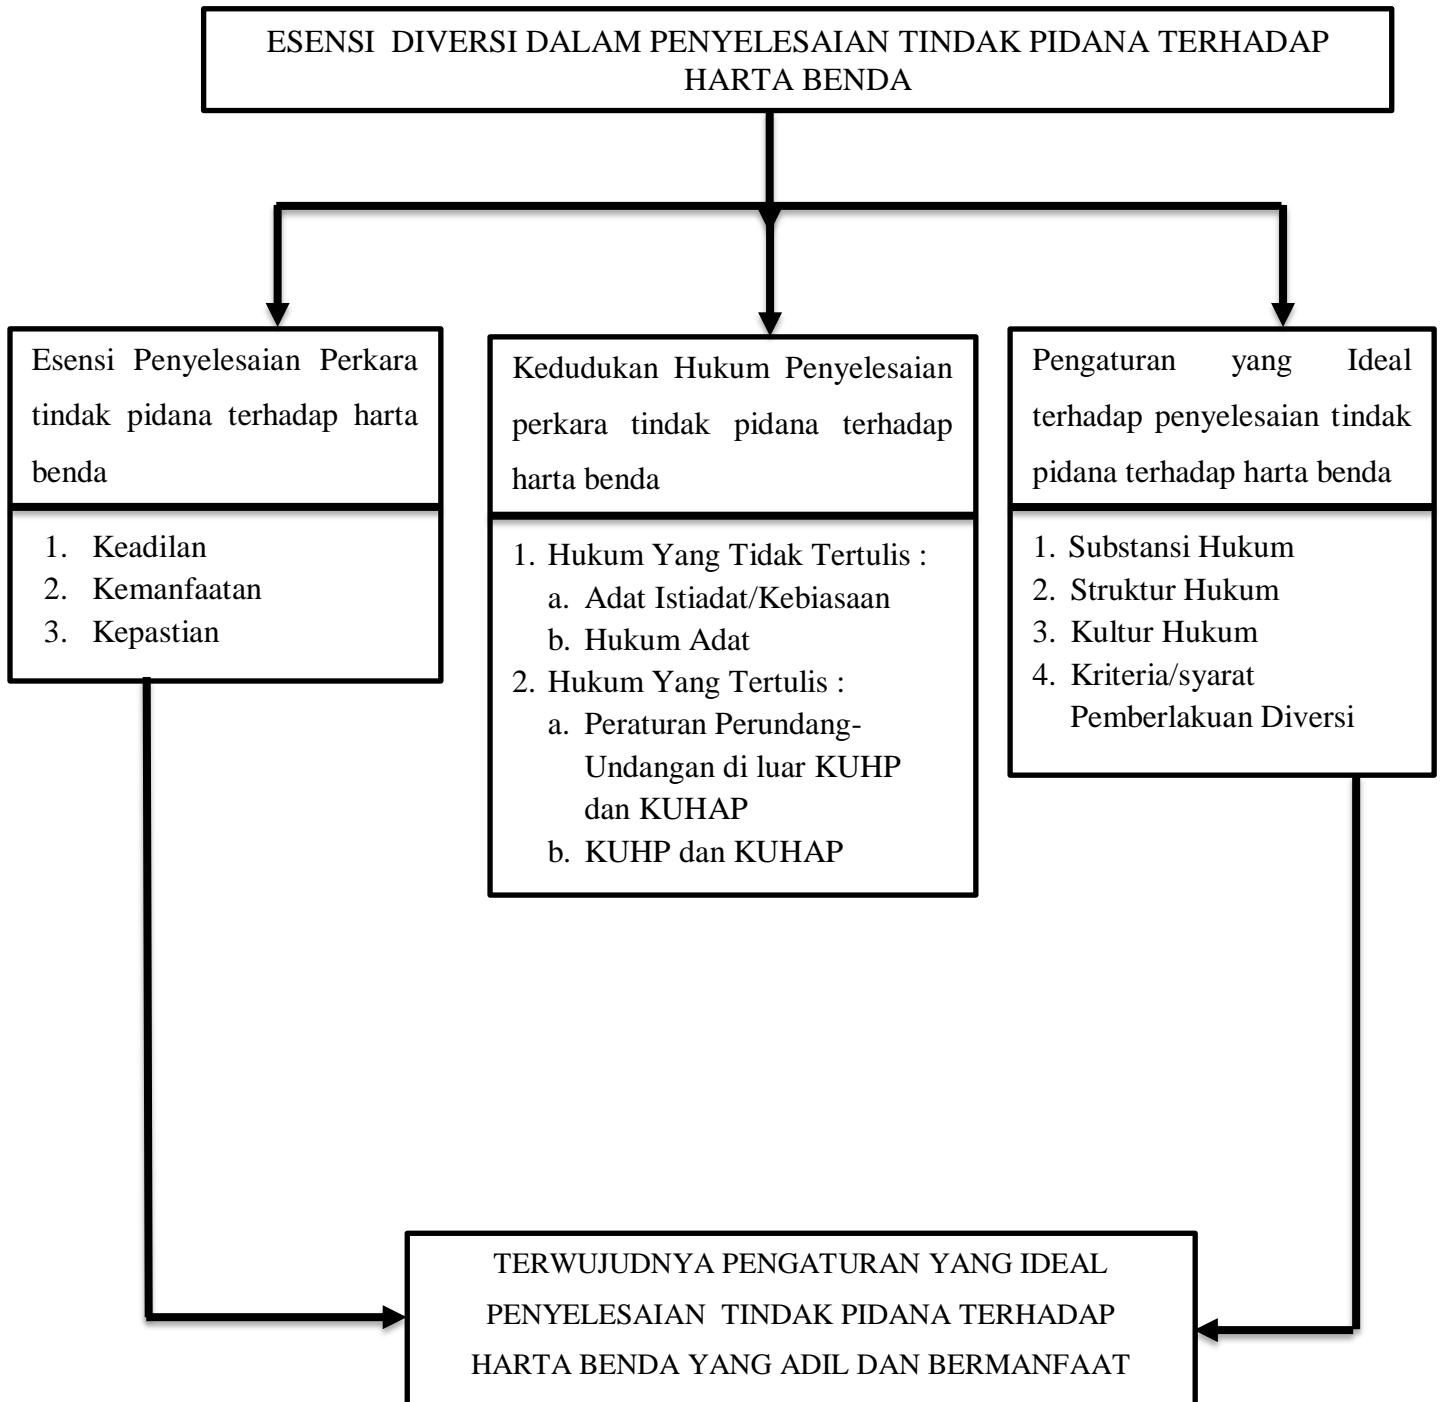 ESENSI  DIVERSI DALAM PENYELESAIAN TINDAK PIDANA TERHADAP
HARTA BENDA
Esensi Penyelesaian Perkara
tindak pidana terhadap harta
benda
1. Keadilan
2. Kemanfaatan
3. Kepastian
Kedudukan Hukum Penyelesaian
perkara tindak pidana terhadap
harta benda
1. Hukum Yang Tidak Tertulis :
a. Adat Istiadat/Kebiasaan
b. Hukum Adat
2. Hukum Yang Tertulis :
a. Peraturan Perundang-
Undangan di luar KUHP
dan KUHAP
b. KUHP dan KUHAP
Pengaturan yang Ideal
terhadap penyelesaian tindak
pidana terhadap harta benda
1. Substansi Hukum
2. Struktur Hukum
3. Kultur Hukum
4. Kriteria/syarat
Pemberlakuan Diversi
TERWUJUDNYA PENGATURAN YANG IDEAL
PENYELESAIAN  TINDAK PIDANA TERHADAP
HARTA BENDA YANG ADIL DAN BERMANFAAT